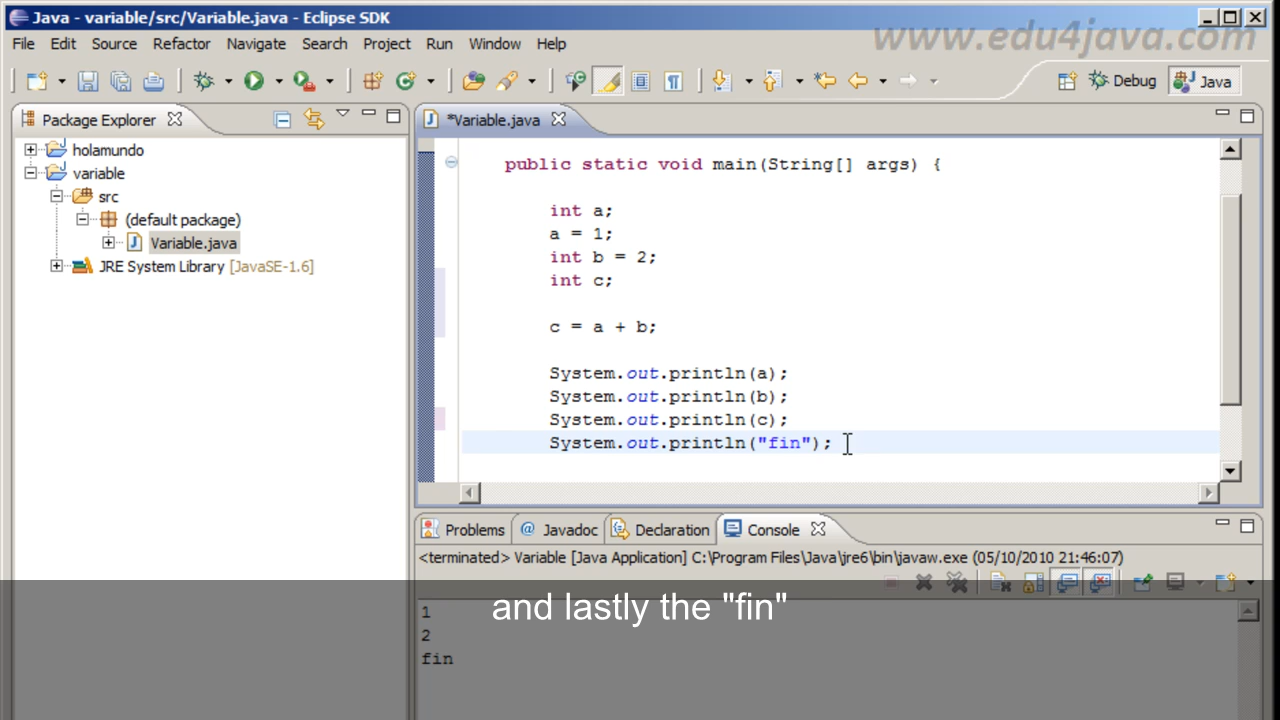 Java - variable/src/Variable.java - Eclipse SDK
www.edu4java.com
File Edit Source Refactor Navigate Search Project Run Window Help
Debug Java
Package Explorer
holamundo
variable
src
(default package)
Variable.java
JRE System Library [JavaSE-1.6]
*Variable.java
public static void main(String[] args) {
int a;
a = 1;
int b = 2;
int c;
c = a + b;
System.out.println(a);
System.out.println(b);
System.out.println(c);
System.out.println("fin");
Problems @ Javadoc Declaration Console
<terminated> Variable [Java Application] C:\Program Files\Java\jre6\bin\javaw.exe (05/10/2010 21:46:07)
and lastly the "fin"
1
2
fin